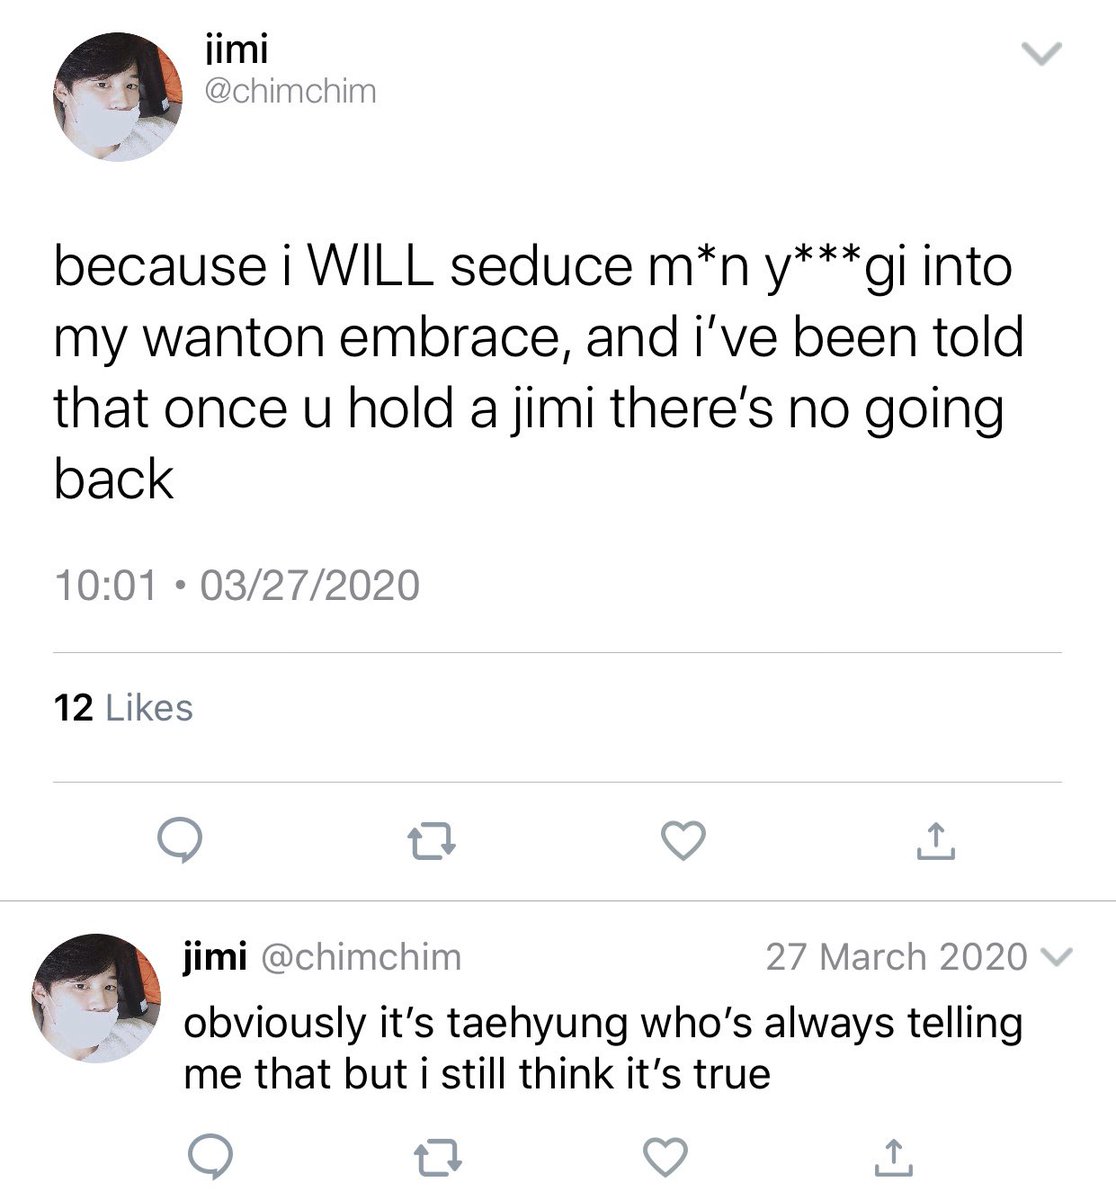 jimi
@chimchim
because i WILL seduce m*n y***gi into
my wanton embrace, and i've been told
that once u hold a jimi there's no going
back
10:01 • 03/27/2020
12 Likes
jimi @chimchim 27 March 2020
obviously it's taehyung who's always telling
me that but i still think it's true